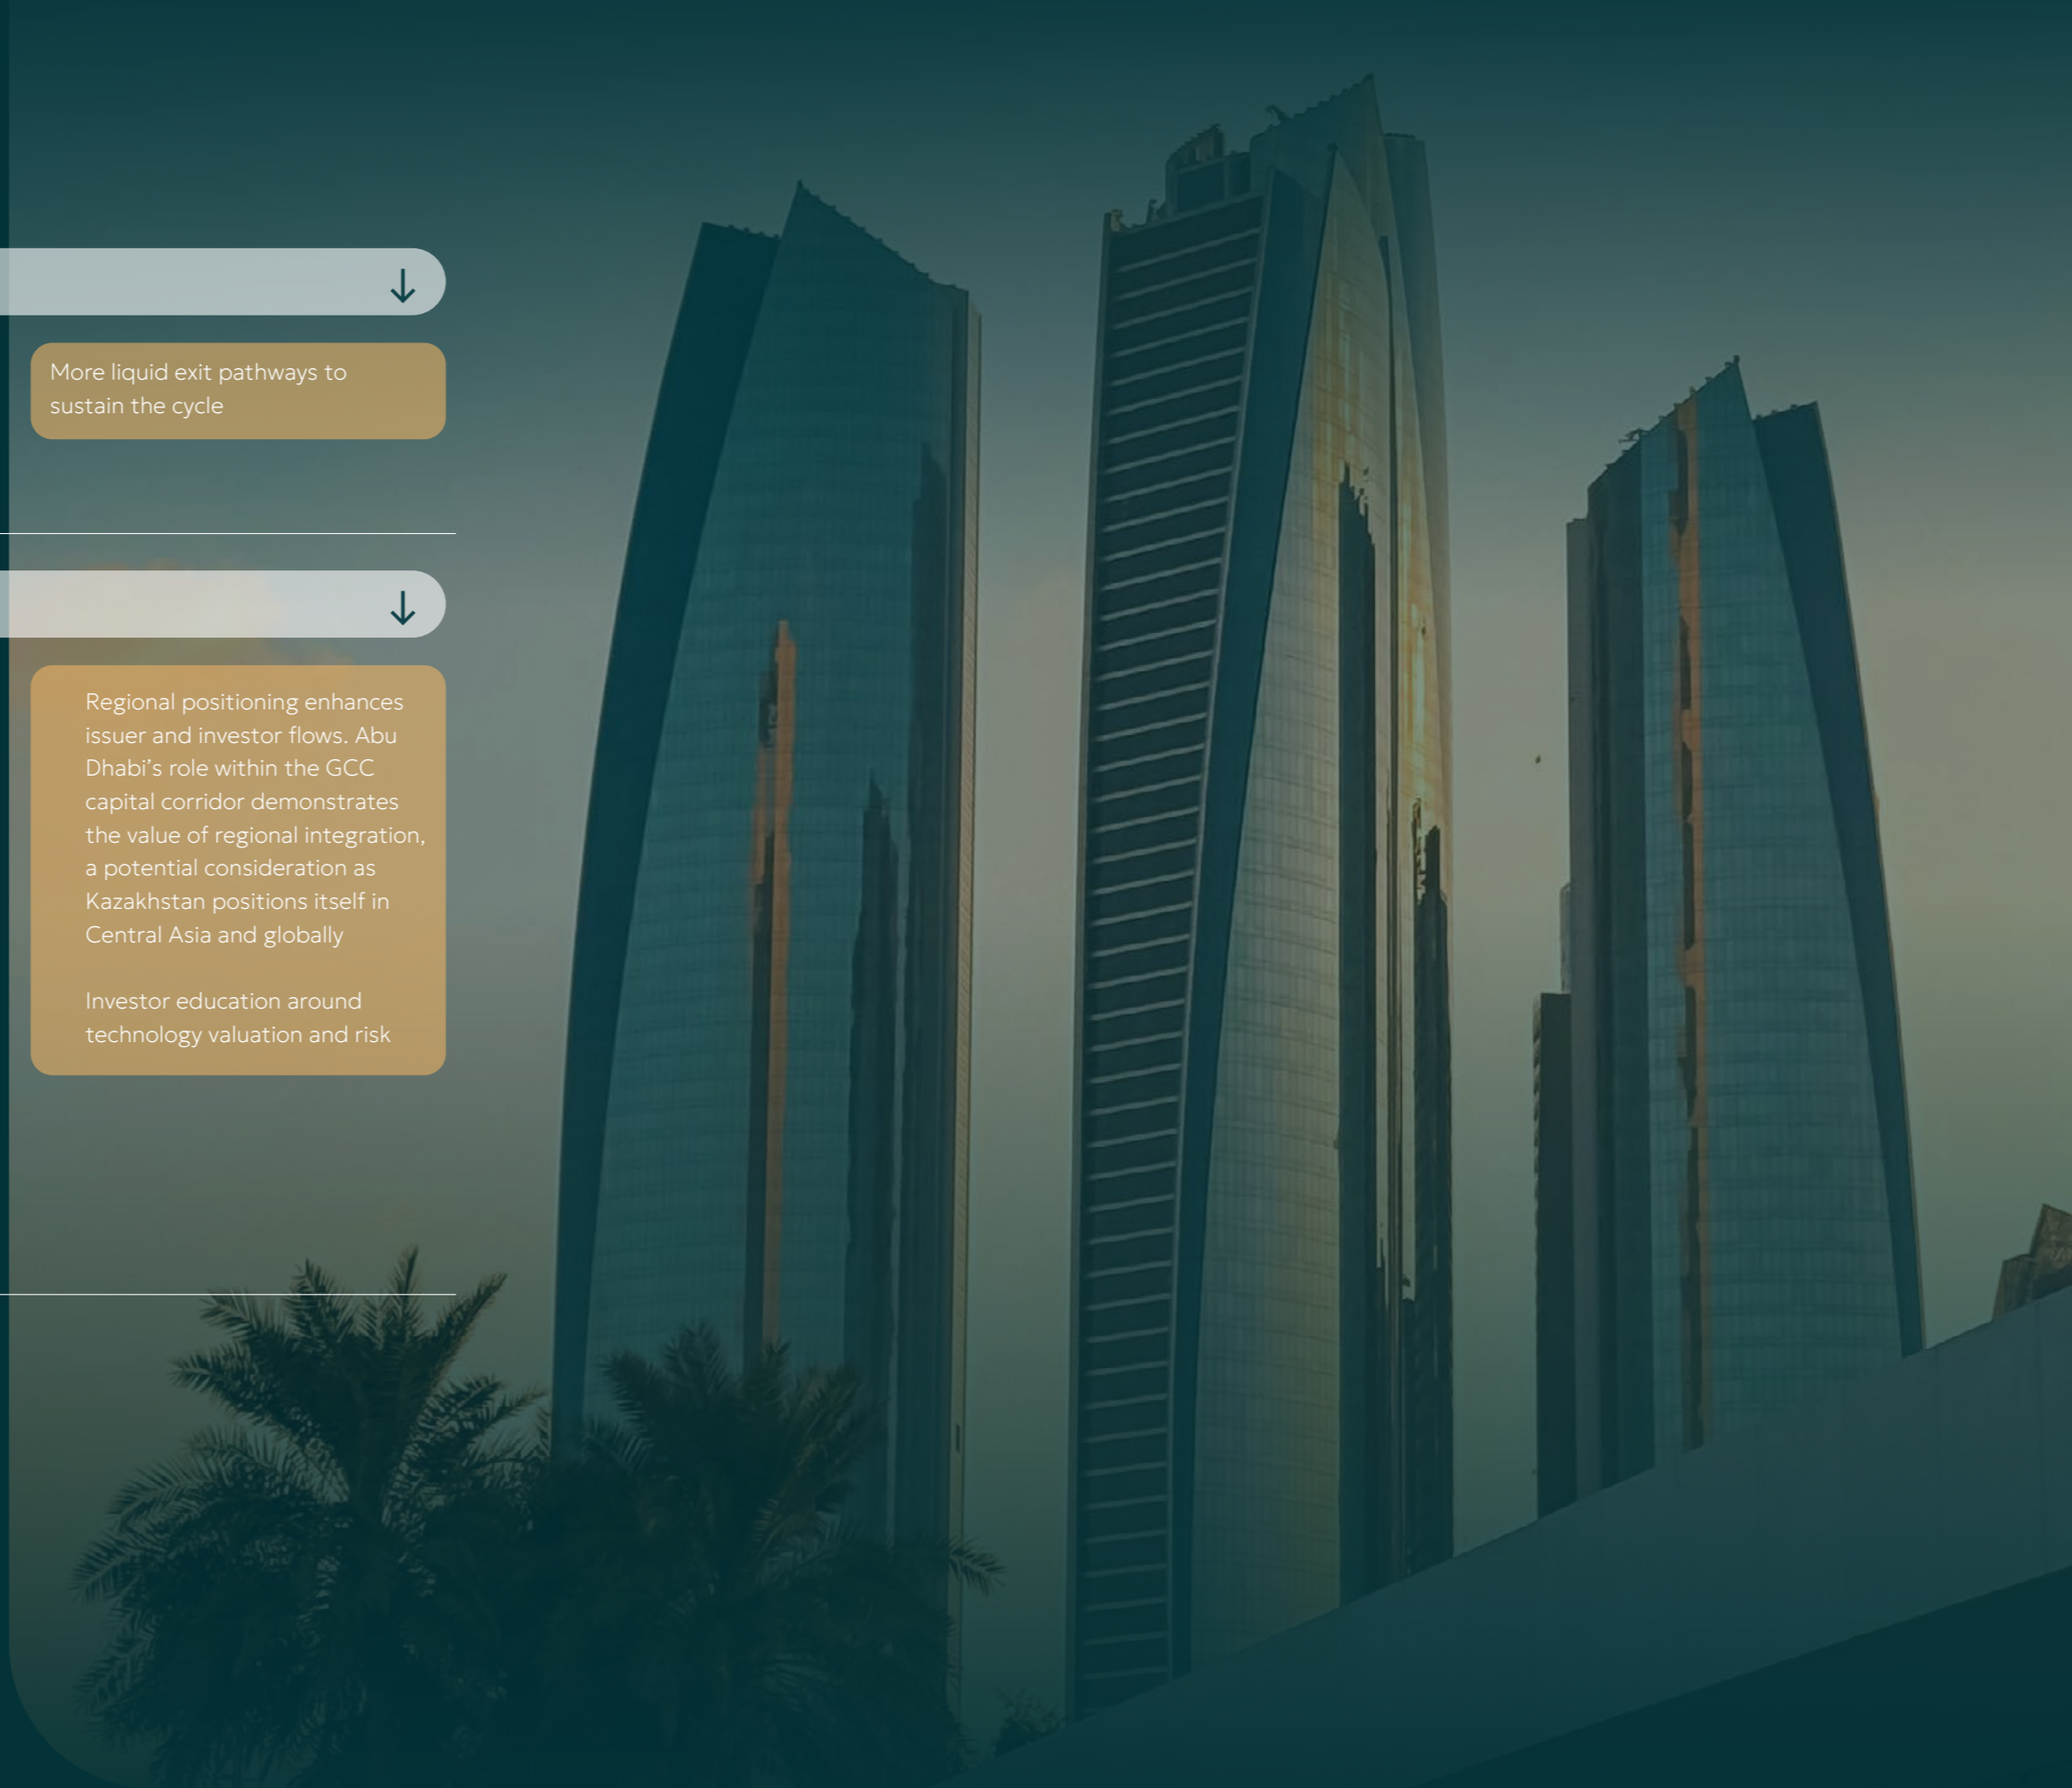 More liquid exit pathways to
sustain the cycle
Regional positioning enhances
issuer and investor flows. Abu
Dhabi’s role within the GCC
capital corridor demonstrates
the value of regional integration,
a potential consideration as
Kazakhstan positions itself in
Central Asia and globally
Investor education around
technology valuation and risk